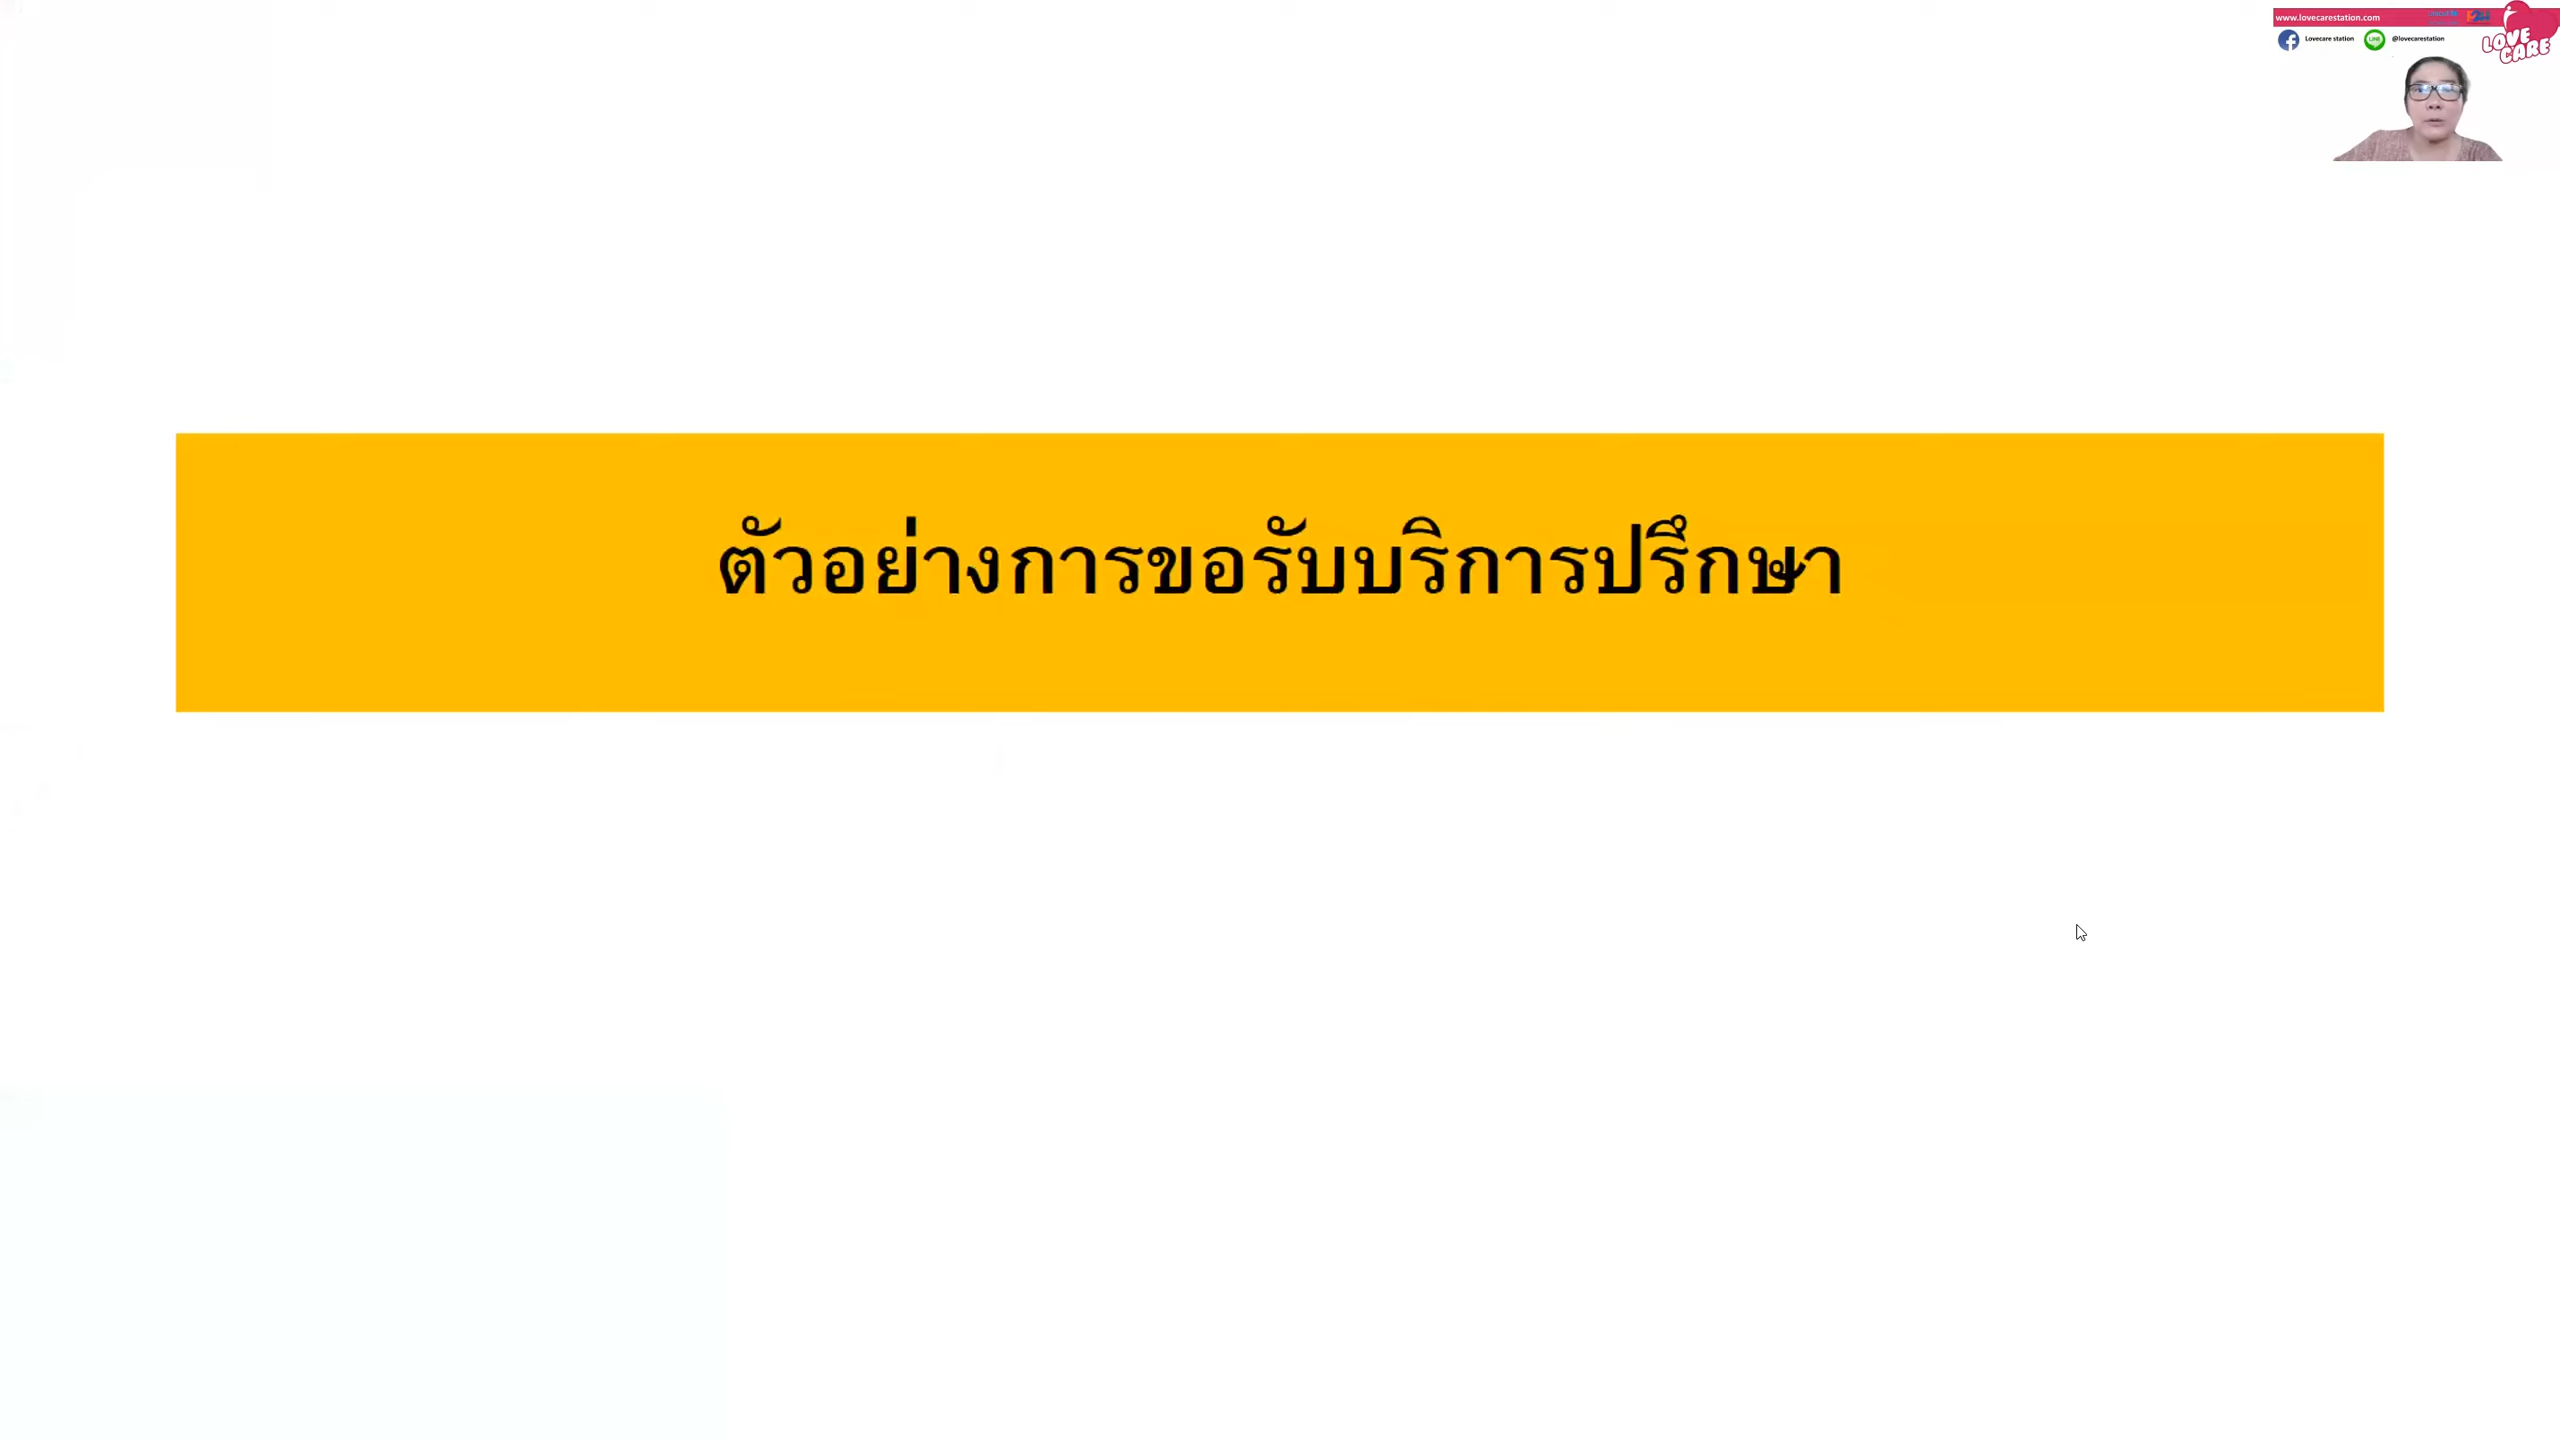 www.lovecarestation.com
Lovecare station
LINE
@lovecarestation
LOVE
CARE
ตัวอย่างการขอรับบริการปรึกษา